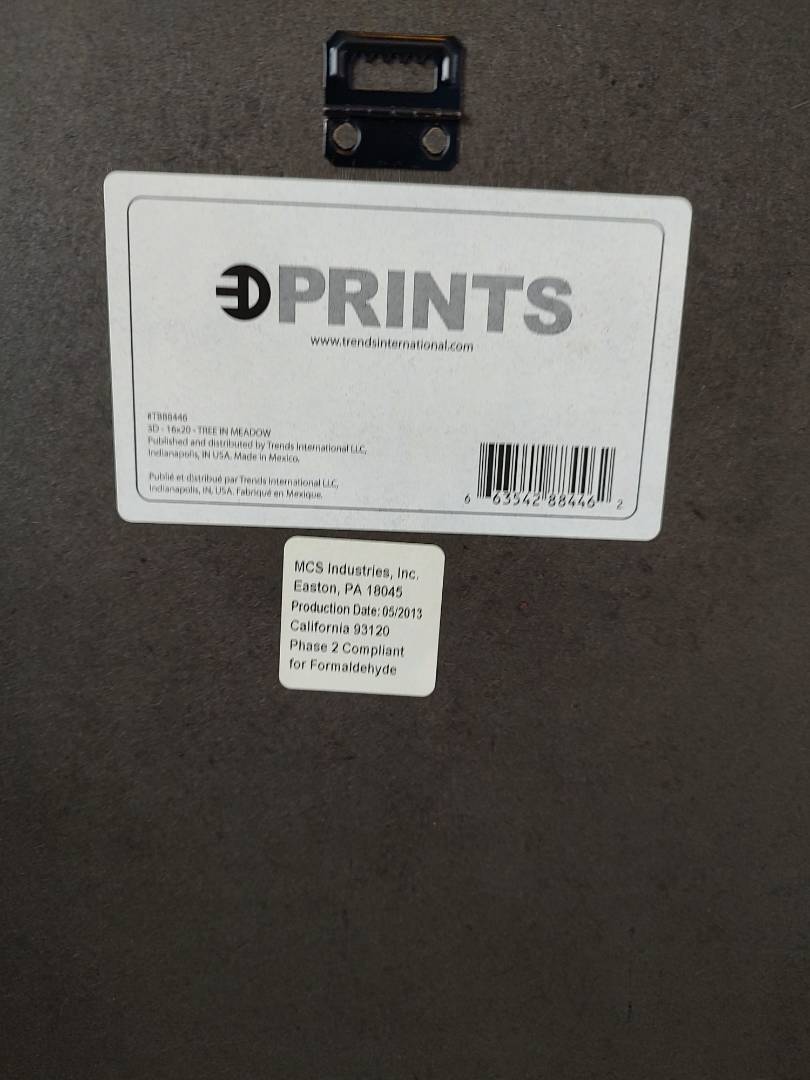 3D PRINTS
www.trendsinternational.com
#TB88446
3D - 16x20 - TREE IN MEADOW
Published and distributed by Trends International LLC,
Indianapolis, IN USA. Made in Mexico.
Publié et distribué par Trends International LLC,
Indianapolis, IN, USA. Fabriqué en Mexique.
6 63542 88446 2
MCS Industries, Inc.
Easton, PA 18045
Production Date: 05/2013
California 93120
Phase 2 Compliant
for Formaldehyde